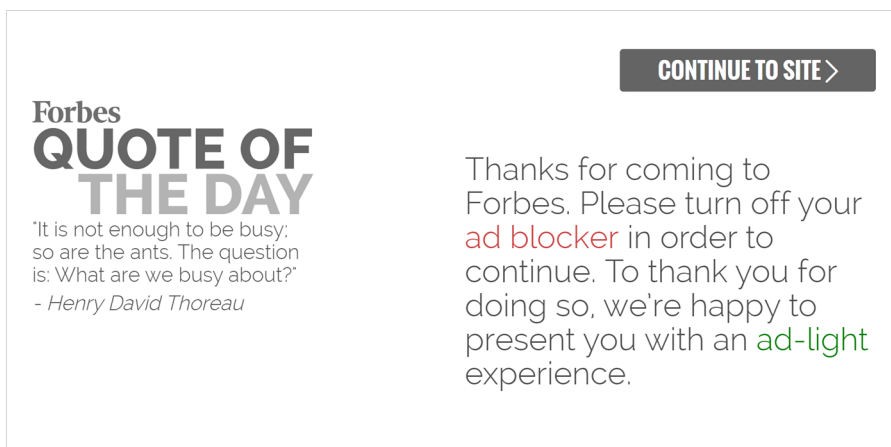 CONTINUE TO SITE
Forbes
QUOTE OF
THE DAY
"It is not enough to be busy;
so are the ants. The question
is: What are we busy about?"
- Henry David Thoreau
Thanks for coming to
Forbes. Please turn off your
ad blocker in order to
continue. To thank you for
doing so, we're happy to
present you with an ad-light
experience.